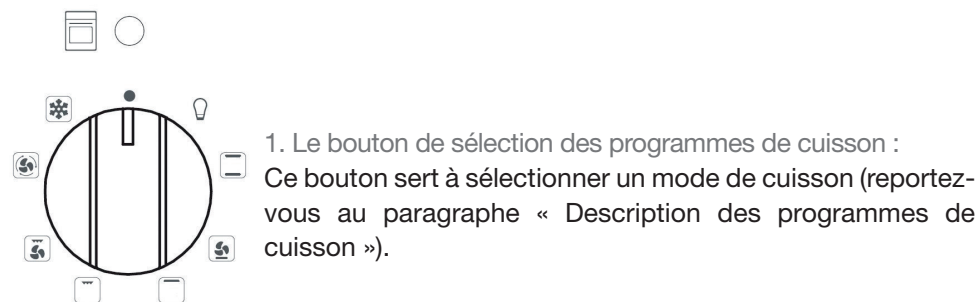 1. Le bouton de sélection des programmes de cuisson :
Ce bouton sert à sélectionner un mode de cuisson (reportez-
vous au paragraphe « Description des programmes de
cuisson »).